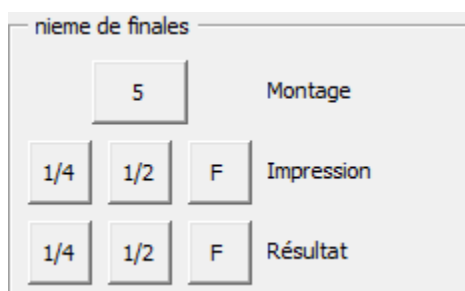 nieme de finales
5 Montage
1/4 1/2 F Impression
1/4 1/2 F Résultat